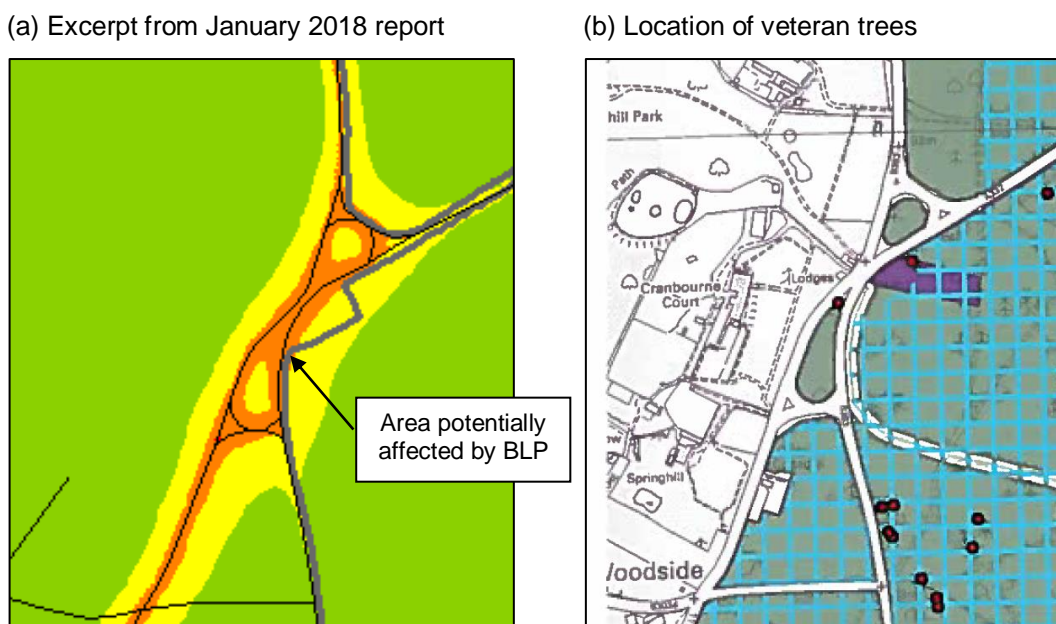 (a) Excerpt from January 2018 report
(b) Location of veteran trees
Area potentially
affected by BLP
hill Park
Path
Lodges
Cranbourne
Court
Springhill
Woodside